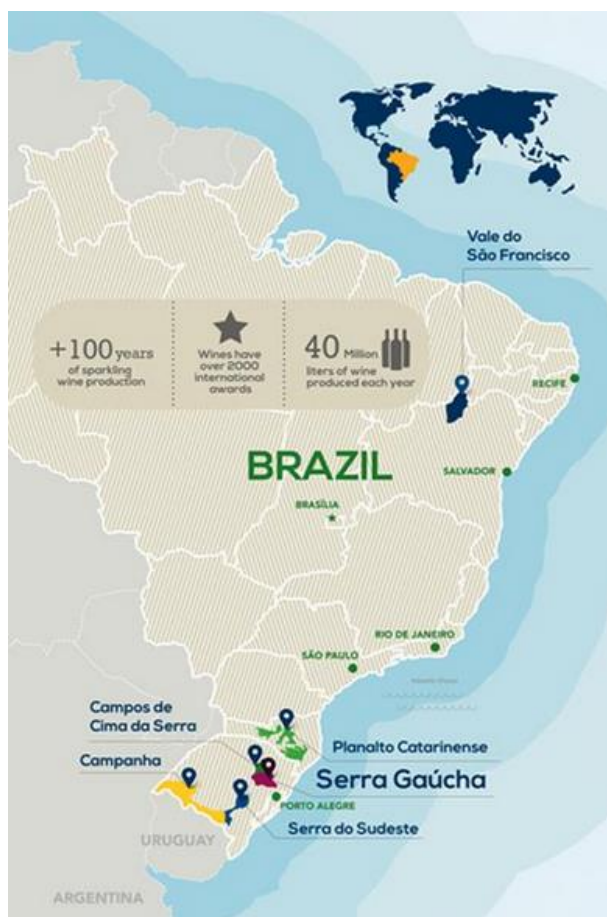 Vale do
São Francisco
+100 years
of sparkling
wine production
Wines have
over 2000
international
awards
40 Million
liters of wine
produced each year
RECIFE
BRAZIL
SALVADOR
BRASÍLIA
RIO DE JANEIRO
SÃO PAULO
Campos de
Cima da Serra
Planalto Catarinense
Campanha
Serra Gaúcha
PORTO ALEGRE
Serra do Sudeste
URUGUAY
ARGENTINA